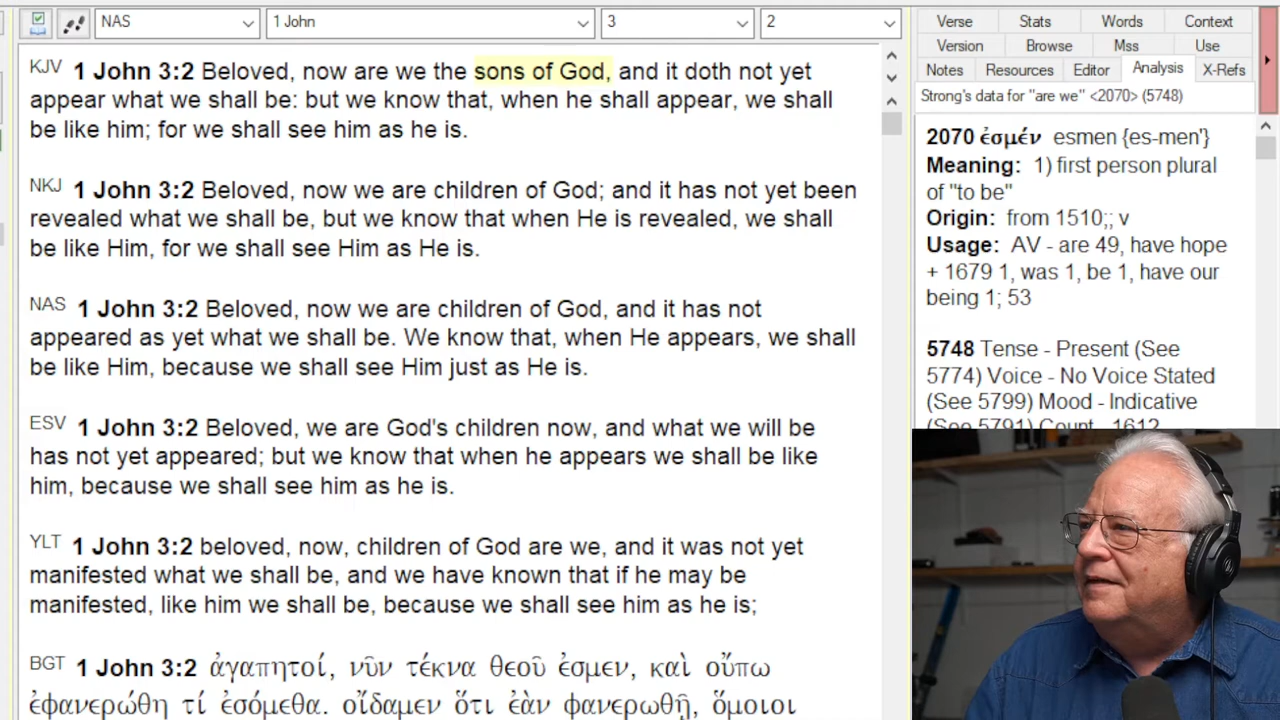 NAS 1 John 3 2
KJV 1 John 3:2 Beloved, now are we the sons of God, and it doth not yet
appear what we shall be: but we know that, when he shall appear, we shall
be like him; for we shall see him as he is.
NKJ 1 John 3:2 Beloved, now we are children of God; and it has not yet been
revealed what we shall be, but we know that when He is revealed, we shall
be like Him, for we shall see Him as He is.
NAS 1 John 3:2 Beloved, now we are children of God, and it has not
appeared as yet what we shall be. We know that, when He appears, we shall
be like Him, because we shall see Him just as He is.
ESV 1 John 3:2 Beloved, we are God's children now, and what we will be
has not yet appeared; but we know that when he appears we shall be like
him, because we shall see him as he is.
YLT 1 John 3:2 beloved, now, children of God are we, and it was not yet
manifested what we shall be, and we have known that if he may be
manifested, like him we shall be, because we shall see him as he is;
BGT 1 John 3:2 ἀγαπητοί, νῦν τέκνα θεοῦ ἐσμεν, καὶ οὔπω
ἐφανερώθη τί ἐσόμεθα. οἴδαμεν ὅτι ἐὰν φανερωθῇ, ὅμοιοι
Verse Stats Words Context
Version Browse Mss Use
Notes Resources Editor Analysis X-Refs
Strong's data for "are we" <2070> (5748)
2070 ἐσμέν esmen {es-men'}
Meaning: 1) first person plural
of "to be"
Origin: from 1510;; v
Usage: AV - are 49, have hope
+ 1679 1, was 1, be 1, have our
being 1; 53
5748 Tense - Present (See
5774) Voice - No Voice Stated
(See 5799) Mood - Indicative
(See 5791) Count - 1612